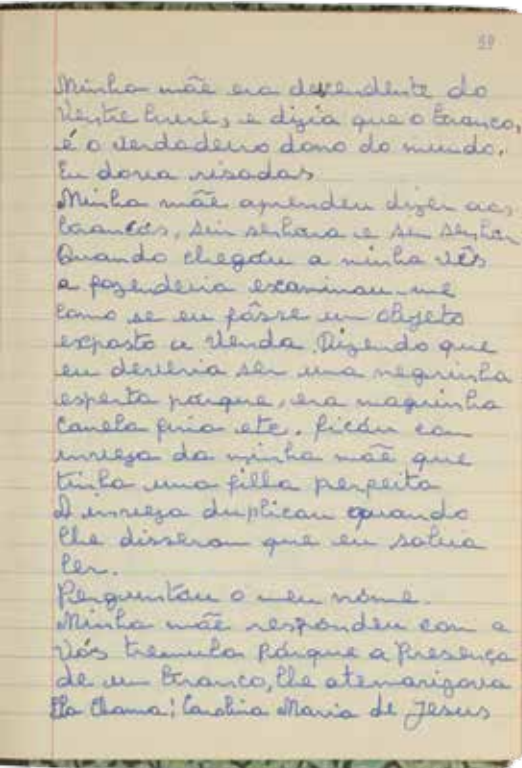 59
Minha mãe era descendente do
Ventre livre, e dizia que o branco,
é o verdadeiro dono do mundo.
Eu dava risadas
Minha mãe aprendeu dizer aos
brancos, sim senhora e sim senhor
Quando chegou a minha vês
a fazendeira examinou-me
como se eu fôsse um objeto
exposto a venda. Dizendo que
eu deveria ser uma negrinha
esperta porque, era magrinha
canela fina etc. ficou com
inveja da minha mãe que
tinha uma filha perfeita
A inveja duplicou quando
lhe disseram que eu sabia
ler.
Perguntou o meu nome.
Minha mãe respondeu com a
vós tremula porque a presença
de um branco, lhe atemorizava
Ela chama: Carolina Maria de Jesus